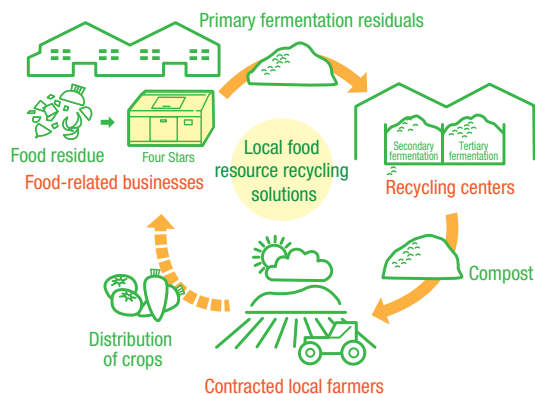 Primary fermentation residuals
Food residue
Four Stars
Food-related businesses
Local food
resource recycling
solutions
Secondary
fermentation
Tertiary
fermentation
Recycling centers
Compost
Distribution
of crops
Contracted local farmers